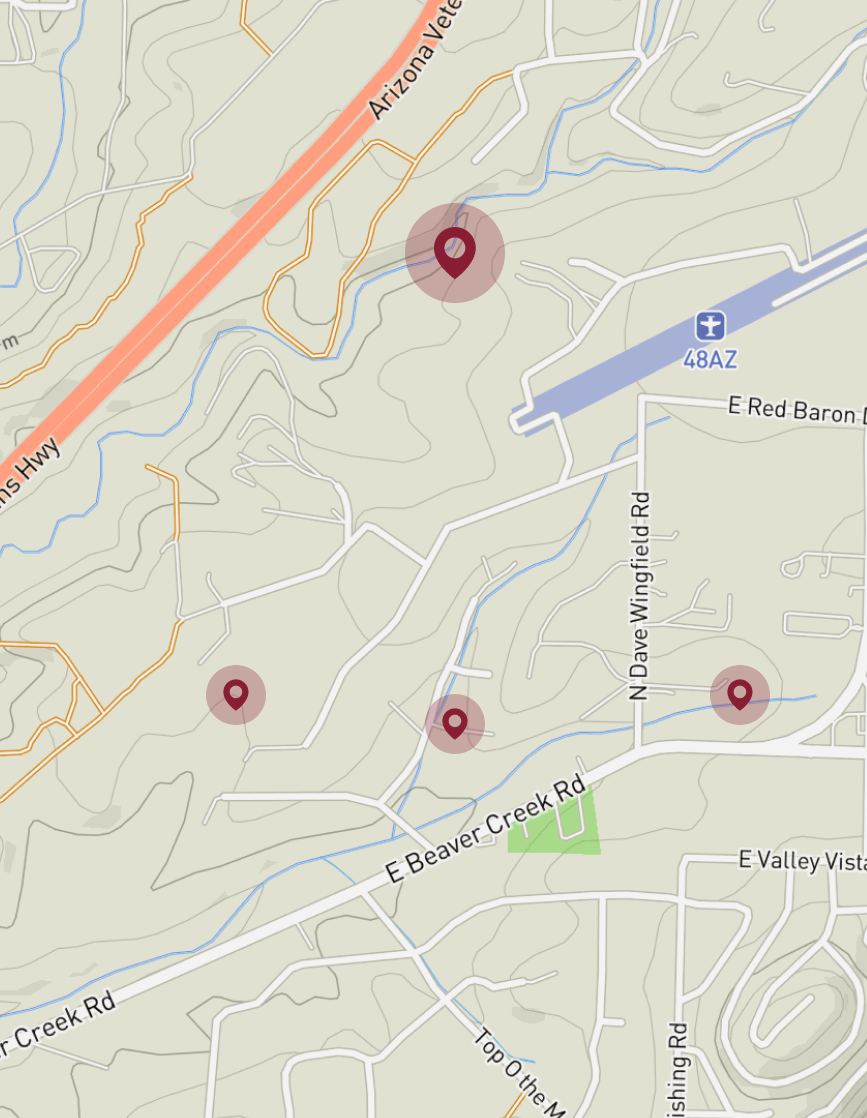 Arizona Vete
m
ns Hwy
48AZ
E Red Baron D
N Dave Wingfield Rd
E Beaver Creek Rd
E Valley Vista
r Creek Rd
Top O the M
ishing Rd